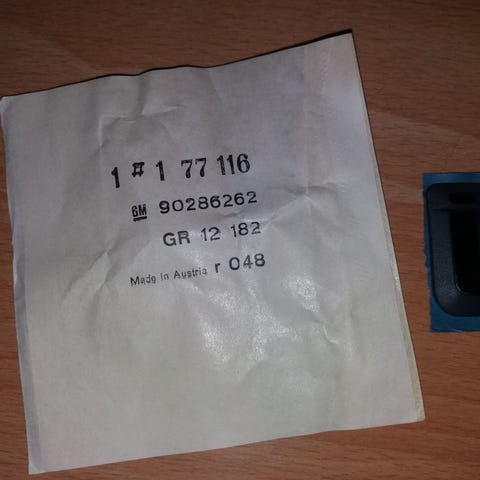 1 # 1 77 116
GM 90286262
GR 12 182
Made in Austria r 048